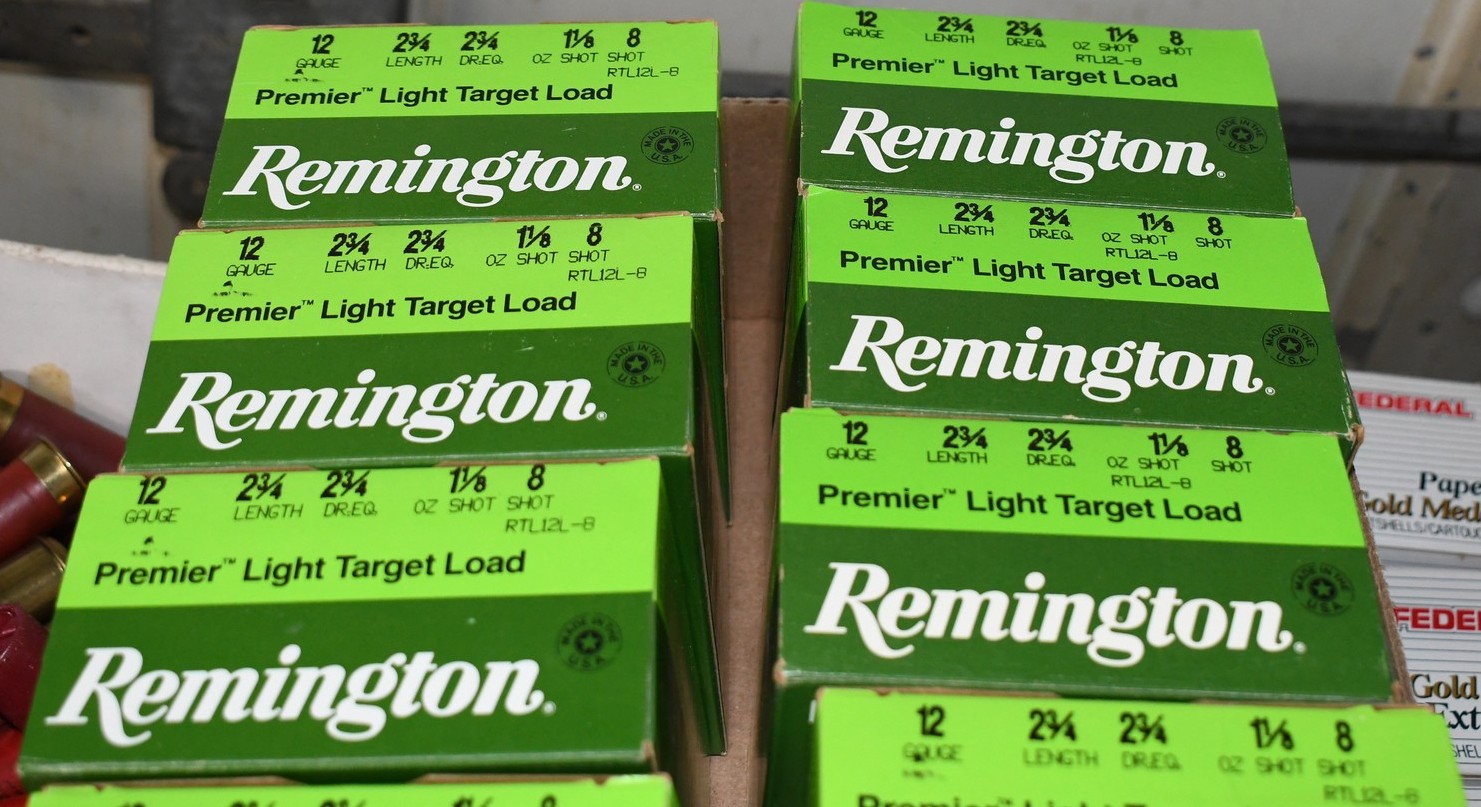 12 2¾ 2¾ 1⅛ 8
GAUGE LENGTH DR.EQ. OZ SHOT SHOT
RTL12L-8
Premier™ Light Target Load
Remington®
MADE IN THE U.S.A.
12 2¾ 2¾ 1⅛ 8
GAUGE LENGTH DR.EQ. OZ SHOT SHOT
RTL12L-8
Premier™ Light Target Load
Remington®
MADE IN THE U.S.A.
12 2¾ 2¾ 1⅛ 8
GAUGE LENGTH DR.EQ. OZ SHOT SHOT
RTL12L-8
Premier™ Light Target Load
Remington®
MADE IN THE U.S.A.
12 2¾ 2¾ 1⅛ 8
GAUGE LENGTH DR.EQ. OZ SHOT SHOT
RTL12L-8
Premier™ Light Target Load
Remington®
MADE IN THE U.S.A.
12 2¾ 2¾ 1⅛ 8
GAUGE LENGTH DR.EQ. OZ SHOT SHOT
RTL12L-8
Premier™ Light Target Load
Remington®
MADE IN THE U.S.A.
12 2¾ 2¾ 1⅛ 8
GAUGE LENGTH DR.EQ. OZ SHOT SHOT
RTL12L-8
Premier™ Light Target Load
Remington®
MADE IN THE U.S.A.
12 2¾ 2¾ 1⅛ 8
GAUGE LENGTH DR.EQ. OZ SHOT SHOT
RTL12L-8
Premier™ Light
FEDERAL
Pape
Gold Meda
TSHELLS/CARTOU
FEDER
Gold
Ext
SHEL